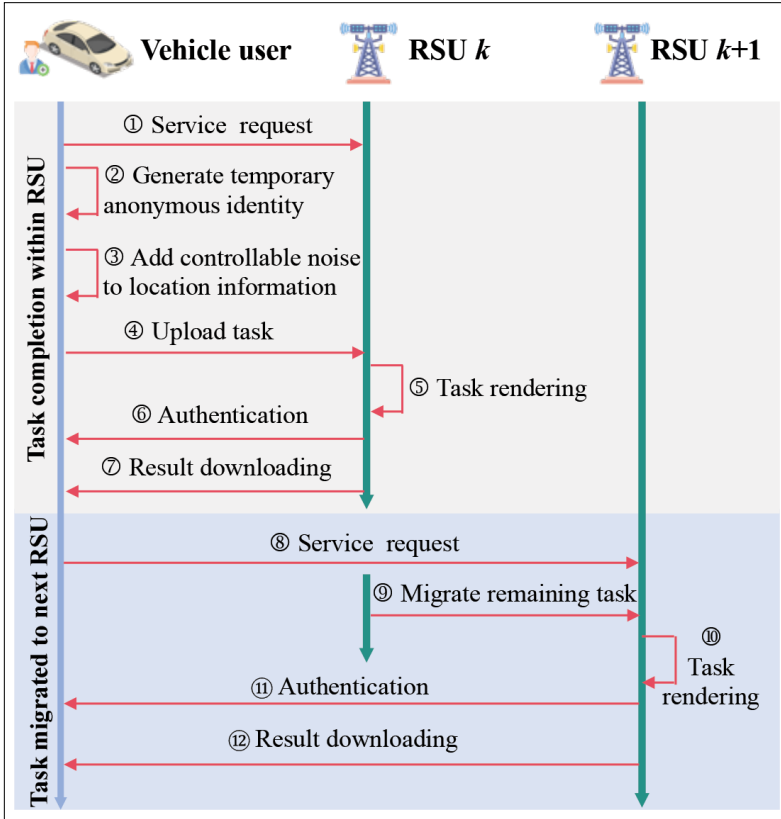 Vehicle user
RSU k
RSU k+1
Task completion within RSU
① Service request
② Generate temporary
anonymous identity
③ Add controllable noise
to location information
④ Upload task
⑤ Task rendering
⑥ Authentication
⑦ Result downloading
Task migrated to next RSU
⑧ Service request
⑨ Migrate remaining task
⑩
Task
rendering
⑪ Authentication
⑫ Result downloading